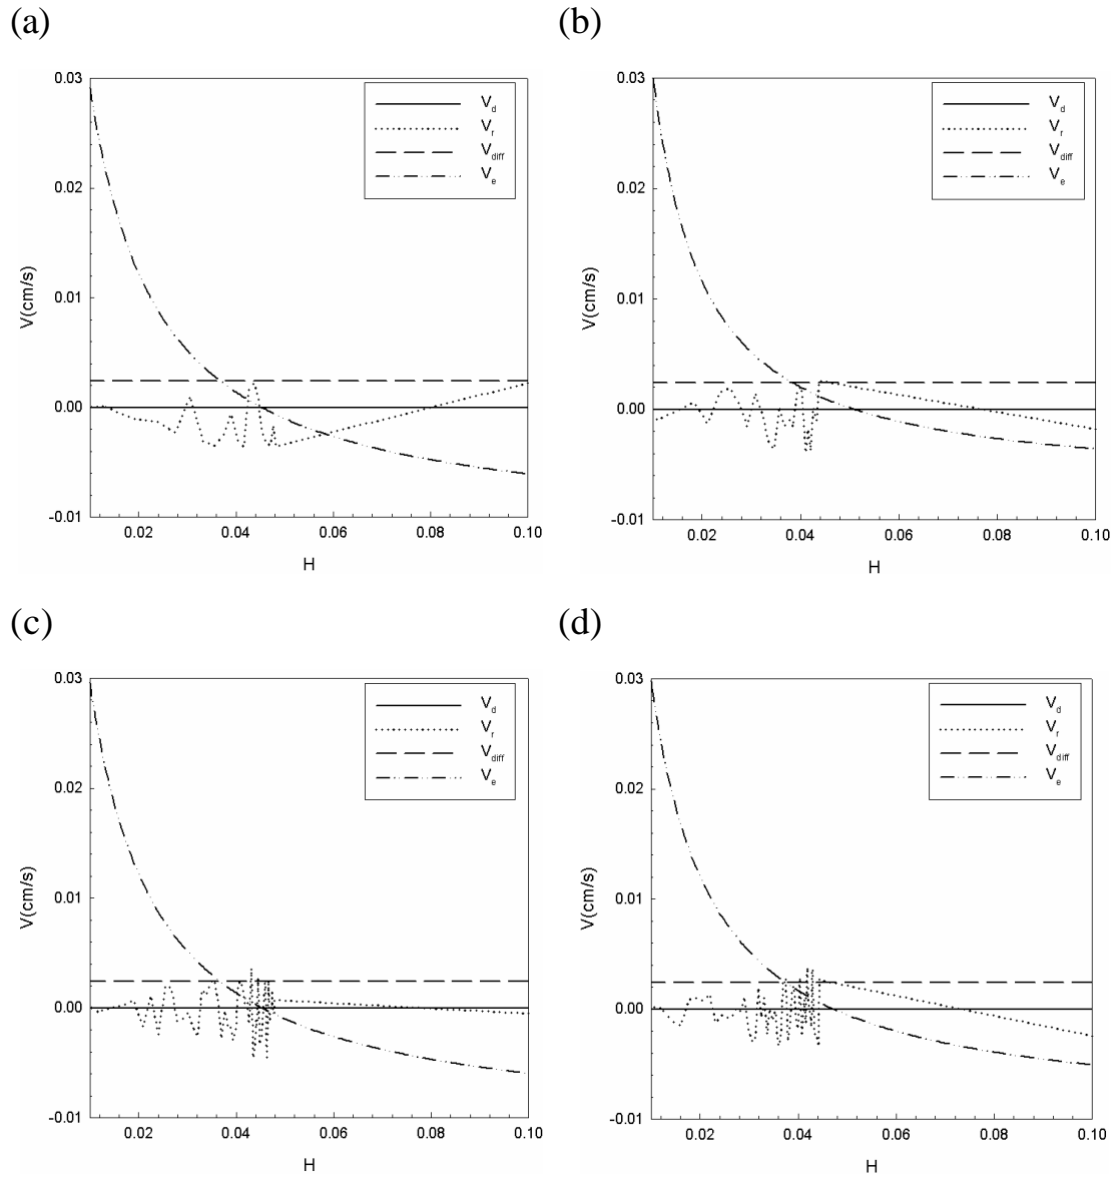 (a)
(b)
0.03
0.02
0.01
0.00
-0.01
V(cm/s)
V_d
V_r
V_diff
V_e
0.02
0.04
0.06
0.08
0.10
H
0.03
0.02
0.01
0.00
-0.01
V(cm/s)
V_d
V_r
V_diff
V_e
0.02
0.04
0.06
0.08
0.10
H
(c)
(d)
0.03
0.02
0.01
0.00
-0.01
V(cm/s)
V_d
V_r
V_diff
V_e
0.02
0.04
0.06
0.08
0.10
H
0.03
0.02
0.01
0.00
-0.01
V(cm/s)
V_d
V_r
V_diff
V_e
0.02
0.04
0.06
0.08
0.10
H